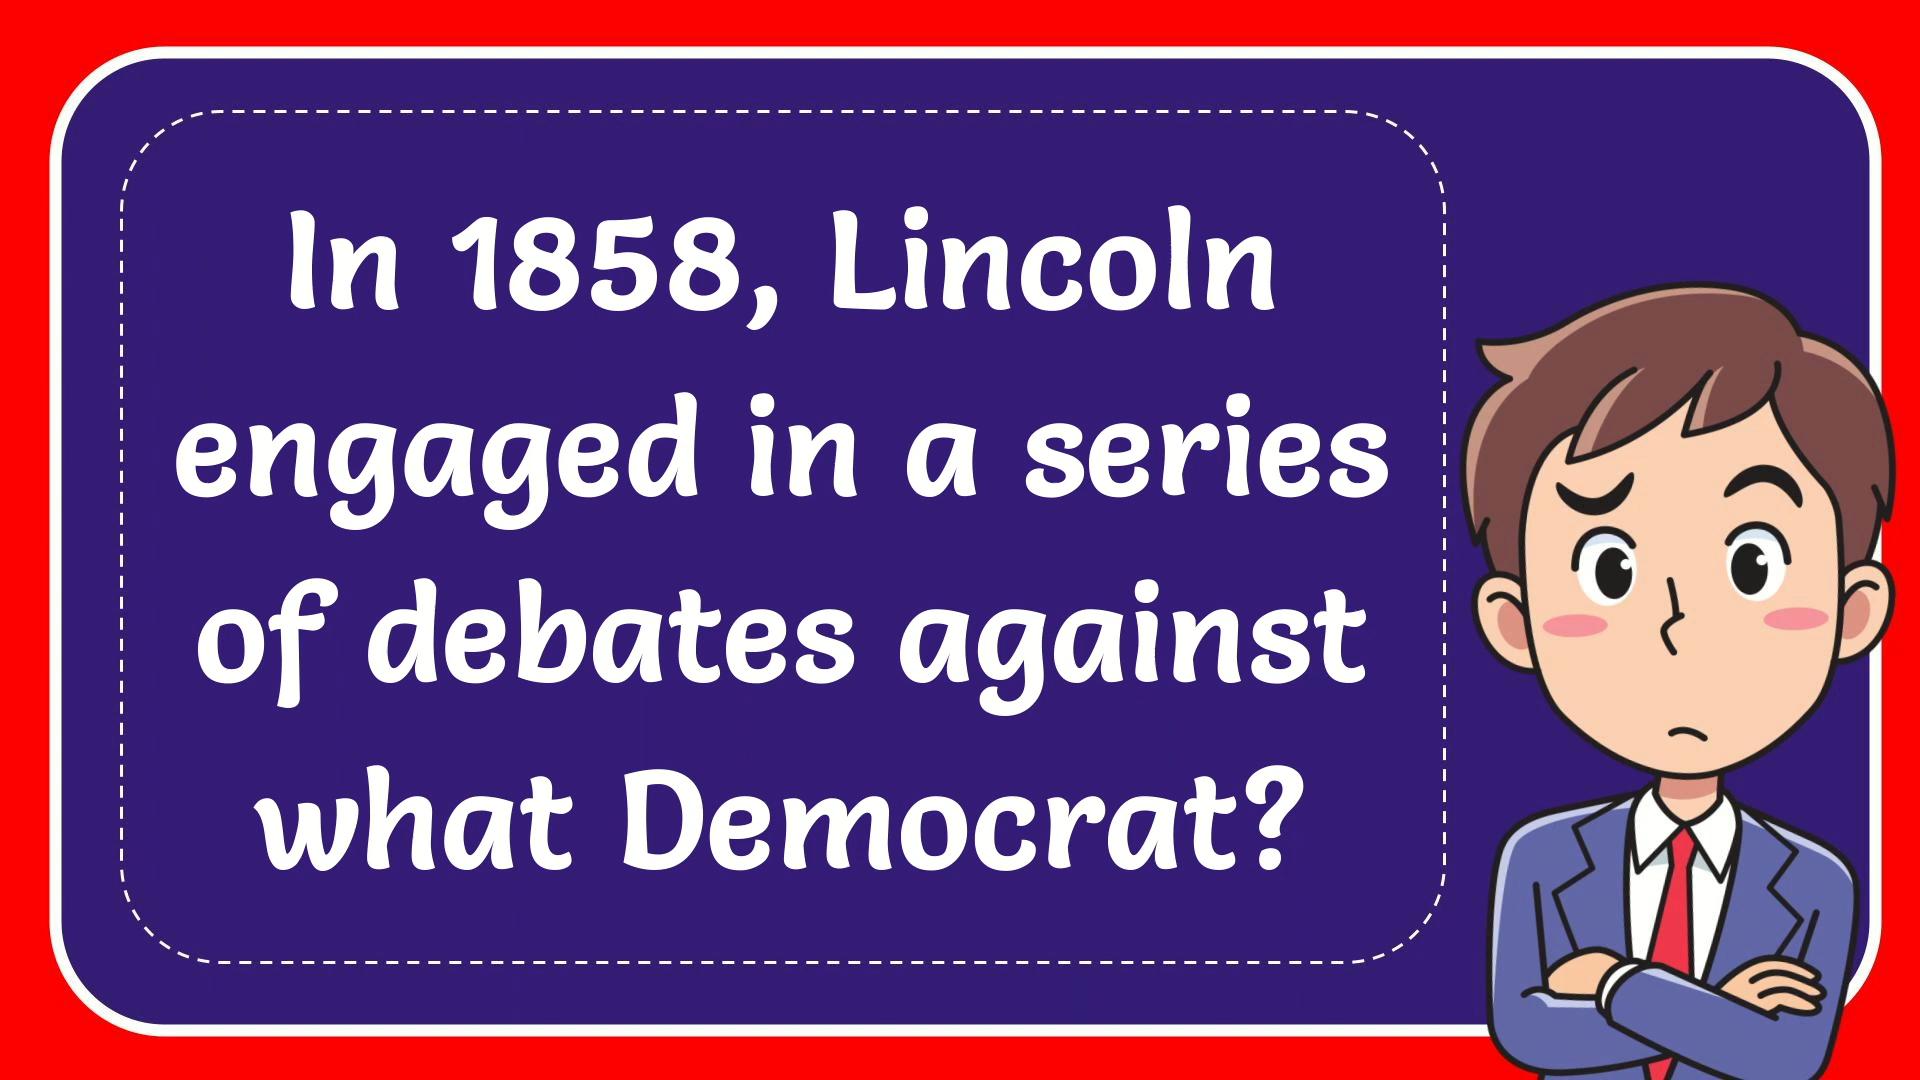 In 1858, Lincoln
engaged in a series
of debates against
what Democrat?